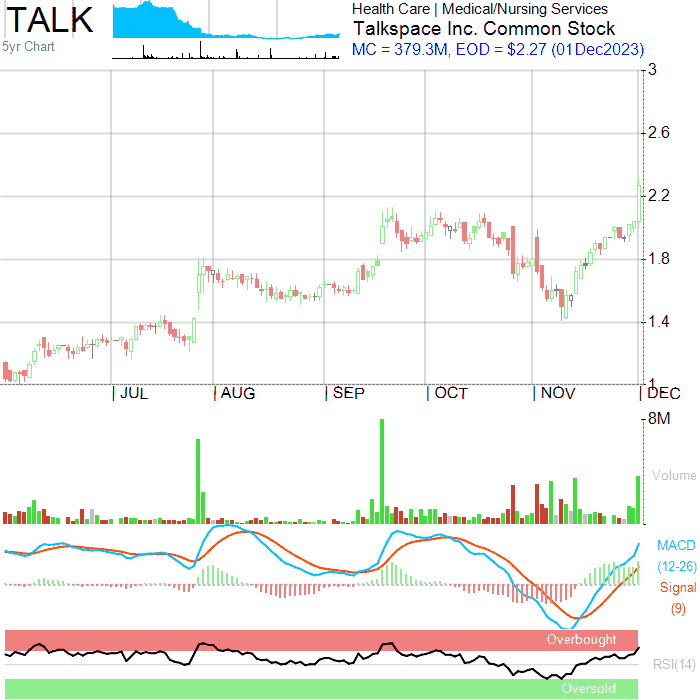 TALK
5yr Chart
Health Care | Medical/Nursing Services
Talkspace Inc. Common Stock
MC = 379.3M, EOD = $2.27 (01Dec2023)
3
2.6
2.2
1.8
1.4
1
JUL
AUG
SEP
OCT
NOV
DEC
8M
Volume
MACD
(12-26)
Signal
(9)
Overbought
RSI(14)
Oversold